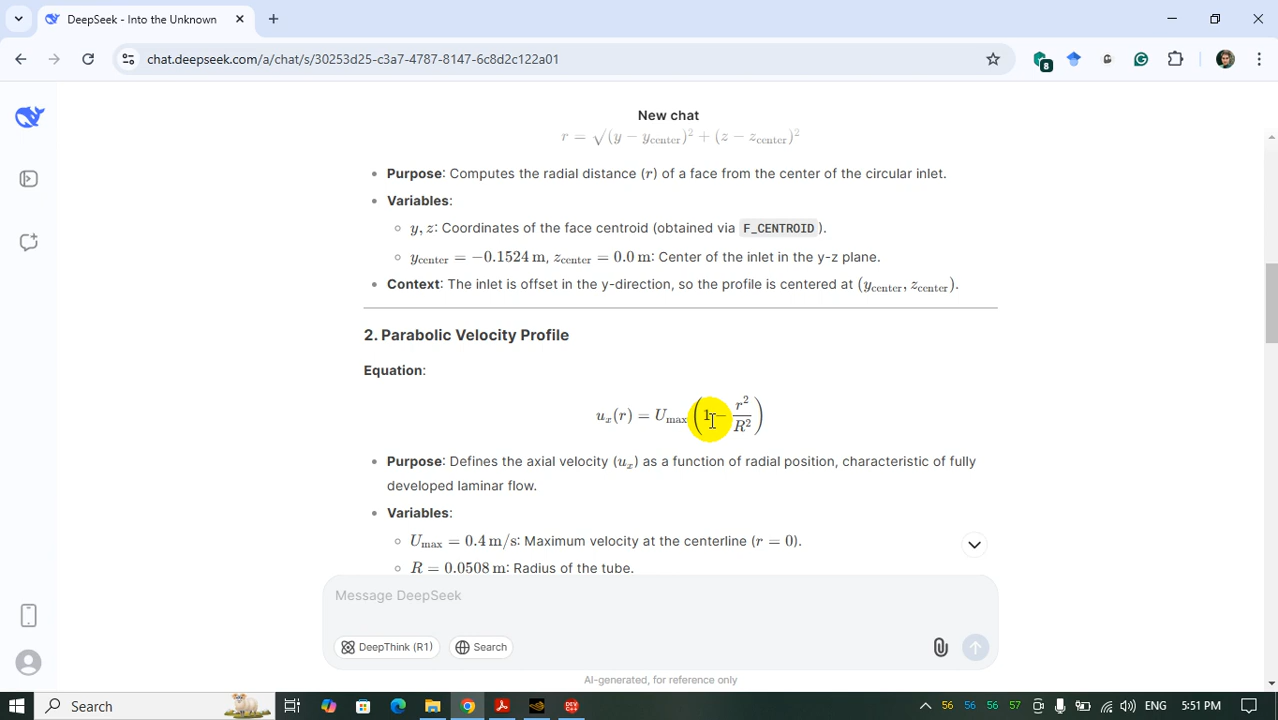 DeepSeek - Into the Unknown
chat.deepseek.com/a/chat/s/30253d25-c3a7-4787-8147-6c8d2c122a01
8
New chat
r = √(y − y_center)² + (z − z_center)²
Purpose: Computes the radial distance (r) of a face from the center of the circular inlet.
Variables:
y, z: Coordinates of the face centroid (obtained via F_CENTROID ).
y_center = −0.1524 m, z_center = 0.0 m: Center of the inlet in the y-z plane.
Context: The inlet is offset in the y-direction, so the profile is centered at (y_center, z_center).
2. Parabolic Velocity Profile
Equation:
u_x(r) = U_max (1 − r²/R²)
Purpose: Defines the axial velocity (u_x) as a function of radial position, characteristic of fully
developed laminar flow.
Variables:
U_max = 0.4 m/s: Maximum velocity at the centerline (r = 0).
R = 0.0508 m: Radius of the tube.
Message DeepSeek
DeepThink (R1)
Search
AI-generated, for reference only
Search
DEV C++
56 56 56 57
ENG
5:51 PM